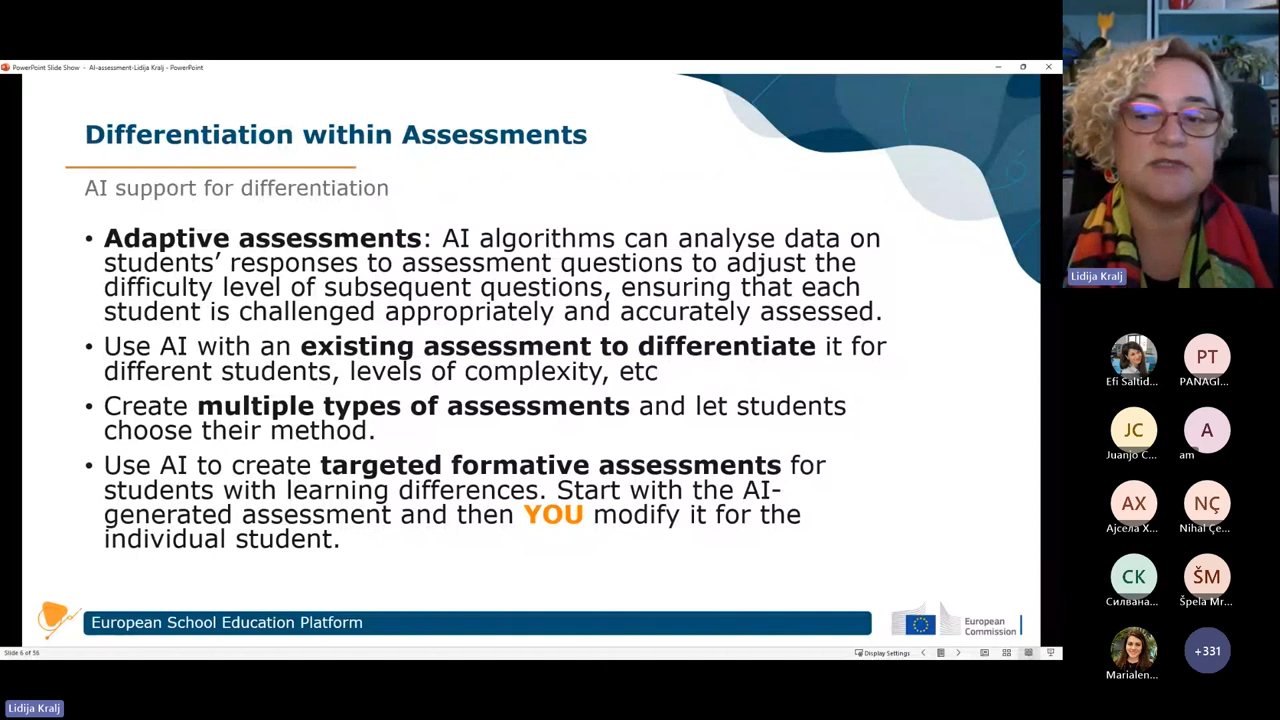 PowerPoint Slide Show - AI-assessment-Lidija Kralj - PowerPoint
Differentiation within Assessments
AI support for differentiation
• Adaptive assessments: AI algorithms can analyse data on
students’ responses to assessment questions to adjust the
difficulty level of subsequent questions, ensuring that each
student is challenged appropriately and accurately assessed.
• Use AI with an existing assessment to differentiate it for
different students, levels of complexity, etc
• Create multiple types of assessments and let students
choose their method.
• Use AI to create targeted formative assessments for
students with learning differences. Start with the AI-
generated assessment and then YOU modify it for the
individual student.
European School Education Platform
European
Commission
Slide 6 of 56
Display Settings
Lidija Kralj
Efi Saltid...
PT
PANAGI...
JC
Juanjo C...
A
am
AX
Ајсела Х...
NÇ
Nihal Çe...
СК
Силвана...
ŠM
Špela Mr...
Marialen...
+331
Lidija Kralj